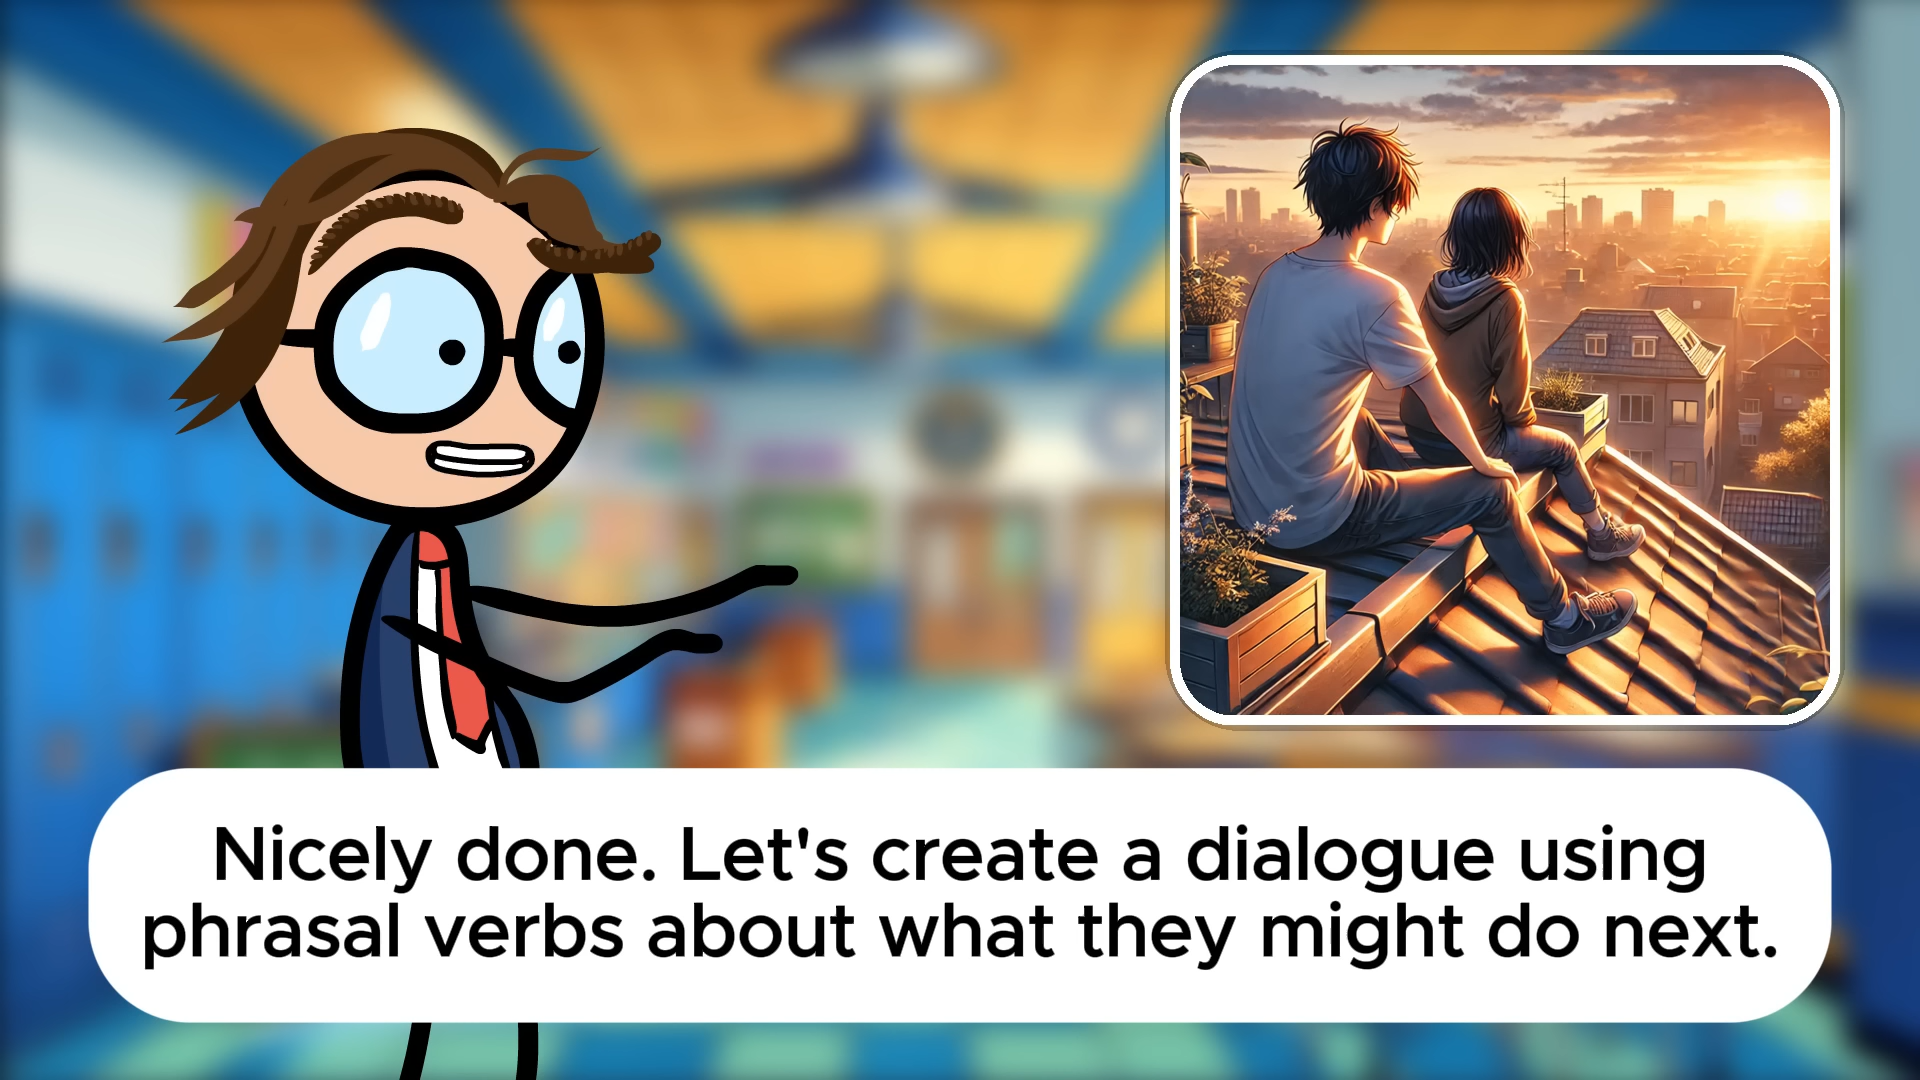 Nicely done. Let's create a dialogue using
phrasal verbs about what they might do next.